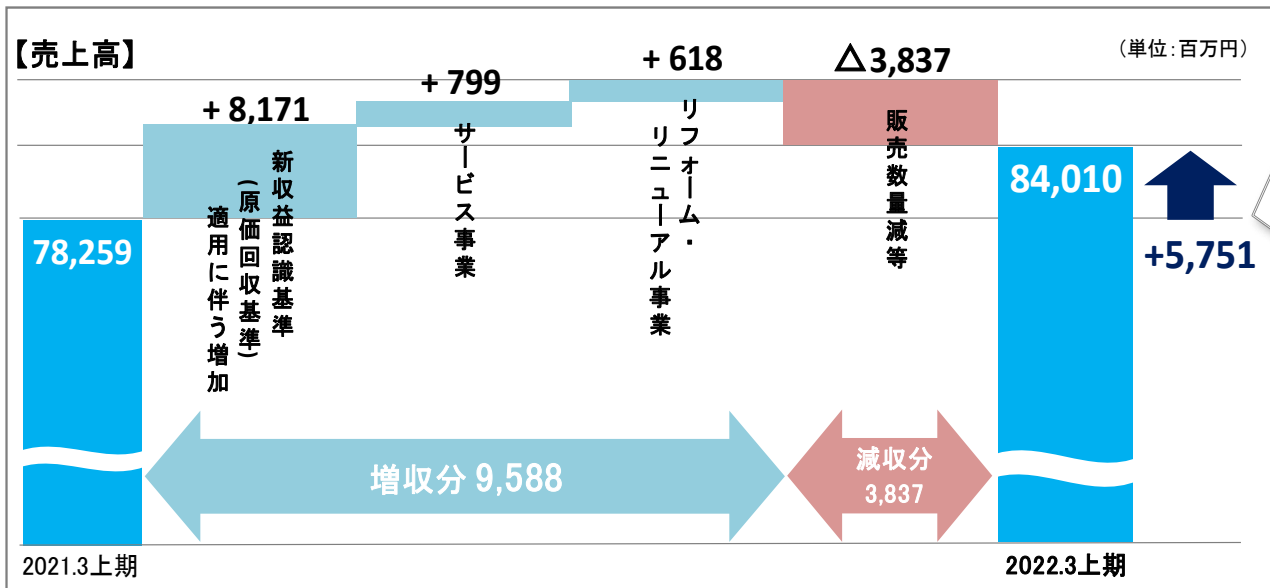 【売上高】
（単位：百万円）
+ 8,171
+ 799
+ 618
△3,837
新収益認識基準
（原価回収基準）
適用に伴う増加
サービス事業
リフォーム・
リニューアル事業
販売数量減等
78,259
84,010
+5,751
増収分 9,588
減収分
3,837
2021.3上期
2022.3上期